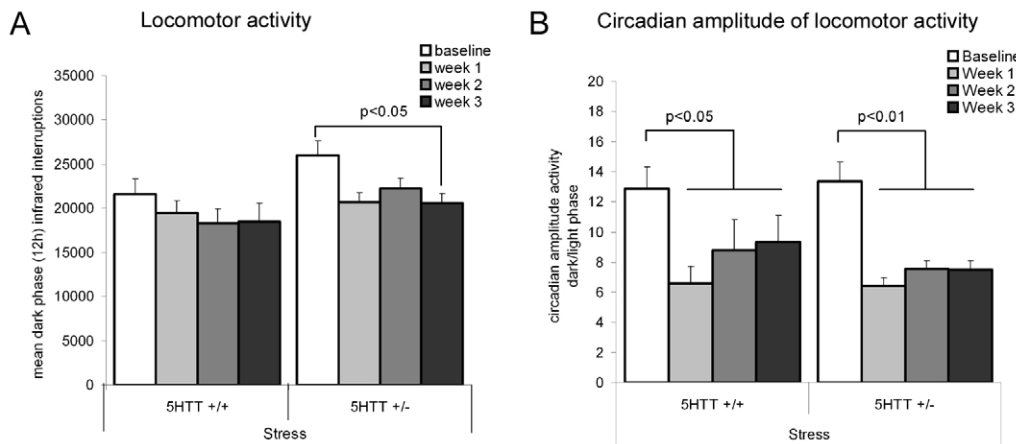 A
Locomotor activity
baseline
week 1
week 2
week 3
mean dark phase (12h) infrared interruptions
35000
30000
25000
20000
15000
10000
5000
0
p<0.05
5HTT +/+
5HTT +/-
Stress
B
Circadian amplitude of locomotor activity
Baseline
Week 1
Week 2
Week 3
circadian amplitude activity
dark/light phase
20
18
16
14
12
10
8
6
4
2
0
p<0.05
p<0.01
5HTT +/+
5HTT +/-
Stress